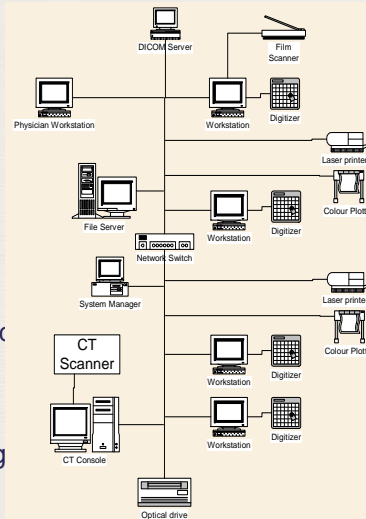 DICOM Server
Film
Scanner
Physician Workstation
Workstation
Digitizer
Laser printer
Colour Plott
File Server
Workstation
Digitizer
Network Switch
System Manager
Laser printer
Colour Plott
CT
Scanner
Workstation
Digitizer
CT Console
Workstation
Digitizer
Optical drive